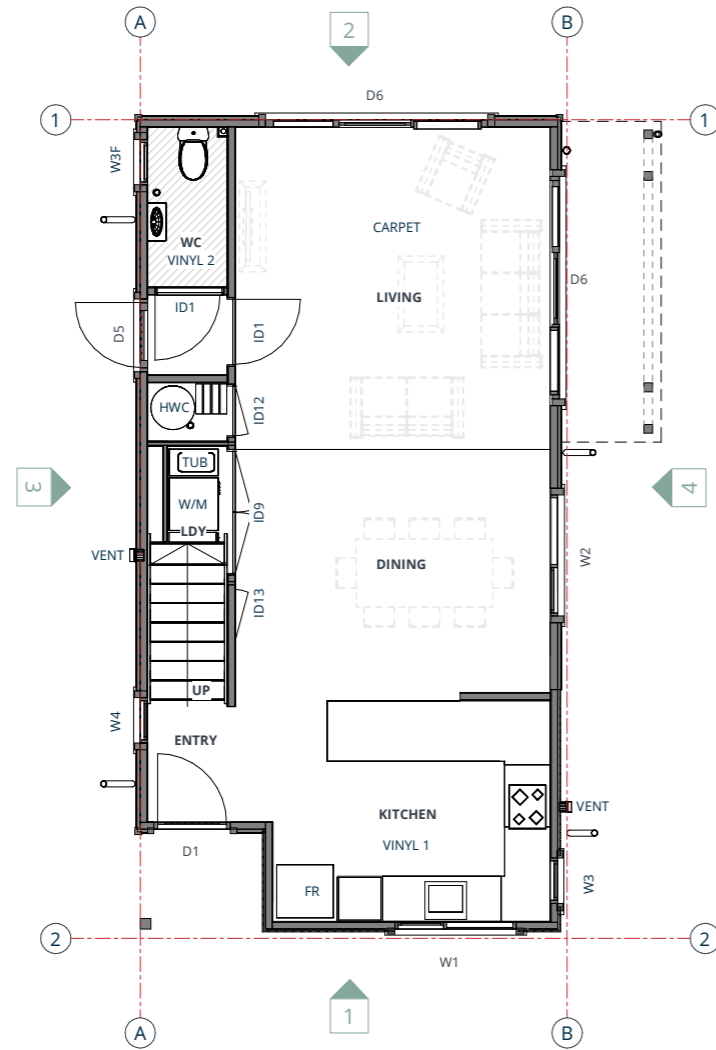 A
2
B
D6
1
1
W3F
CARPET
WC
VINYL 2
D6
LIVING
ID1
D5
ID1
HWC
ID12
TUB
3
W/M
ID9
4
LDY
VENT
DINING
W2
ID13
UP
W4
ENTRY
VENT
KITCHEN
VINYL 1
D1
FR
W3
2
2
W1
1
A
B